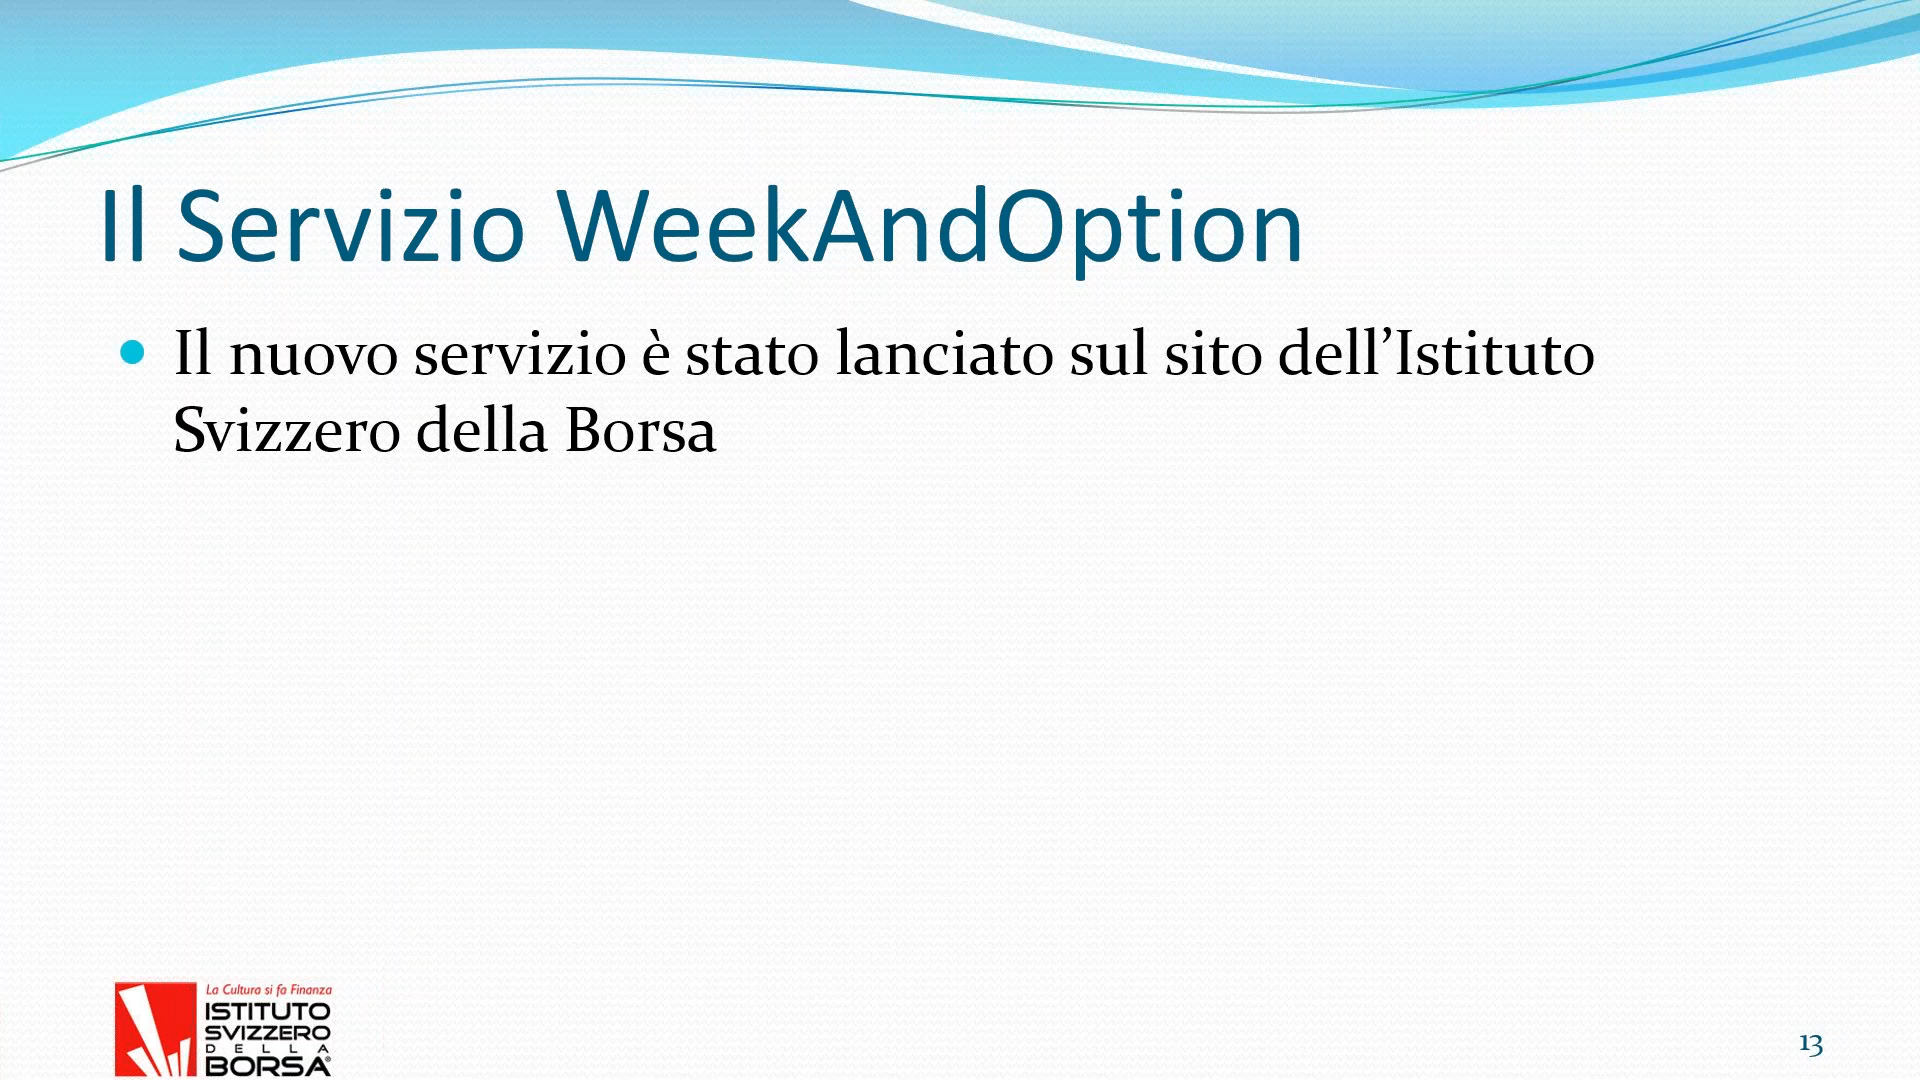 Il Servizio WeekAndOption
Il nuovo servizio è stato lanciato sul sito dell’Istituto
Svizzero della Borsa
La Cultura si fa Finanza
ISTITUTO
SVIZZERO
DELLA
BORSA®
13